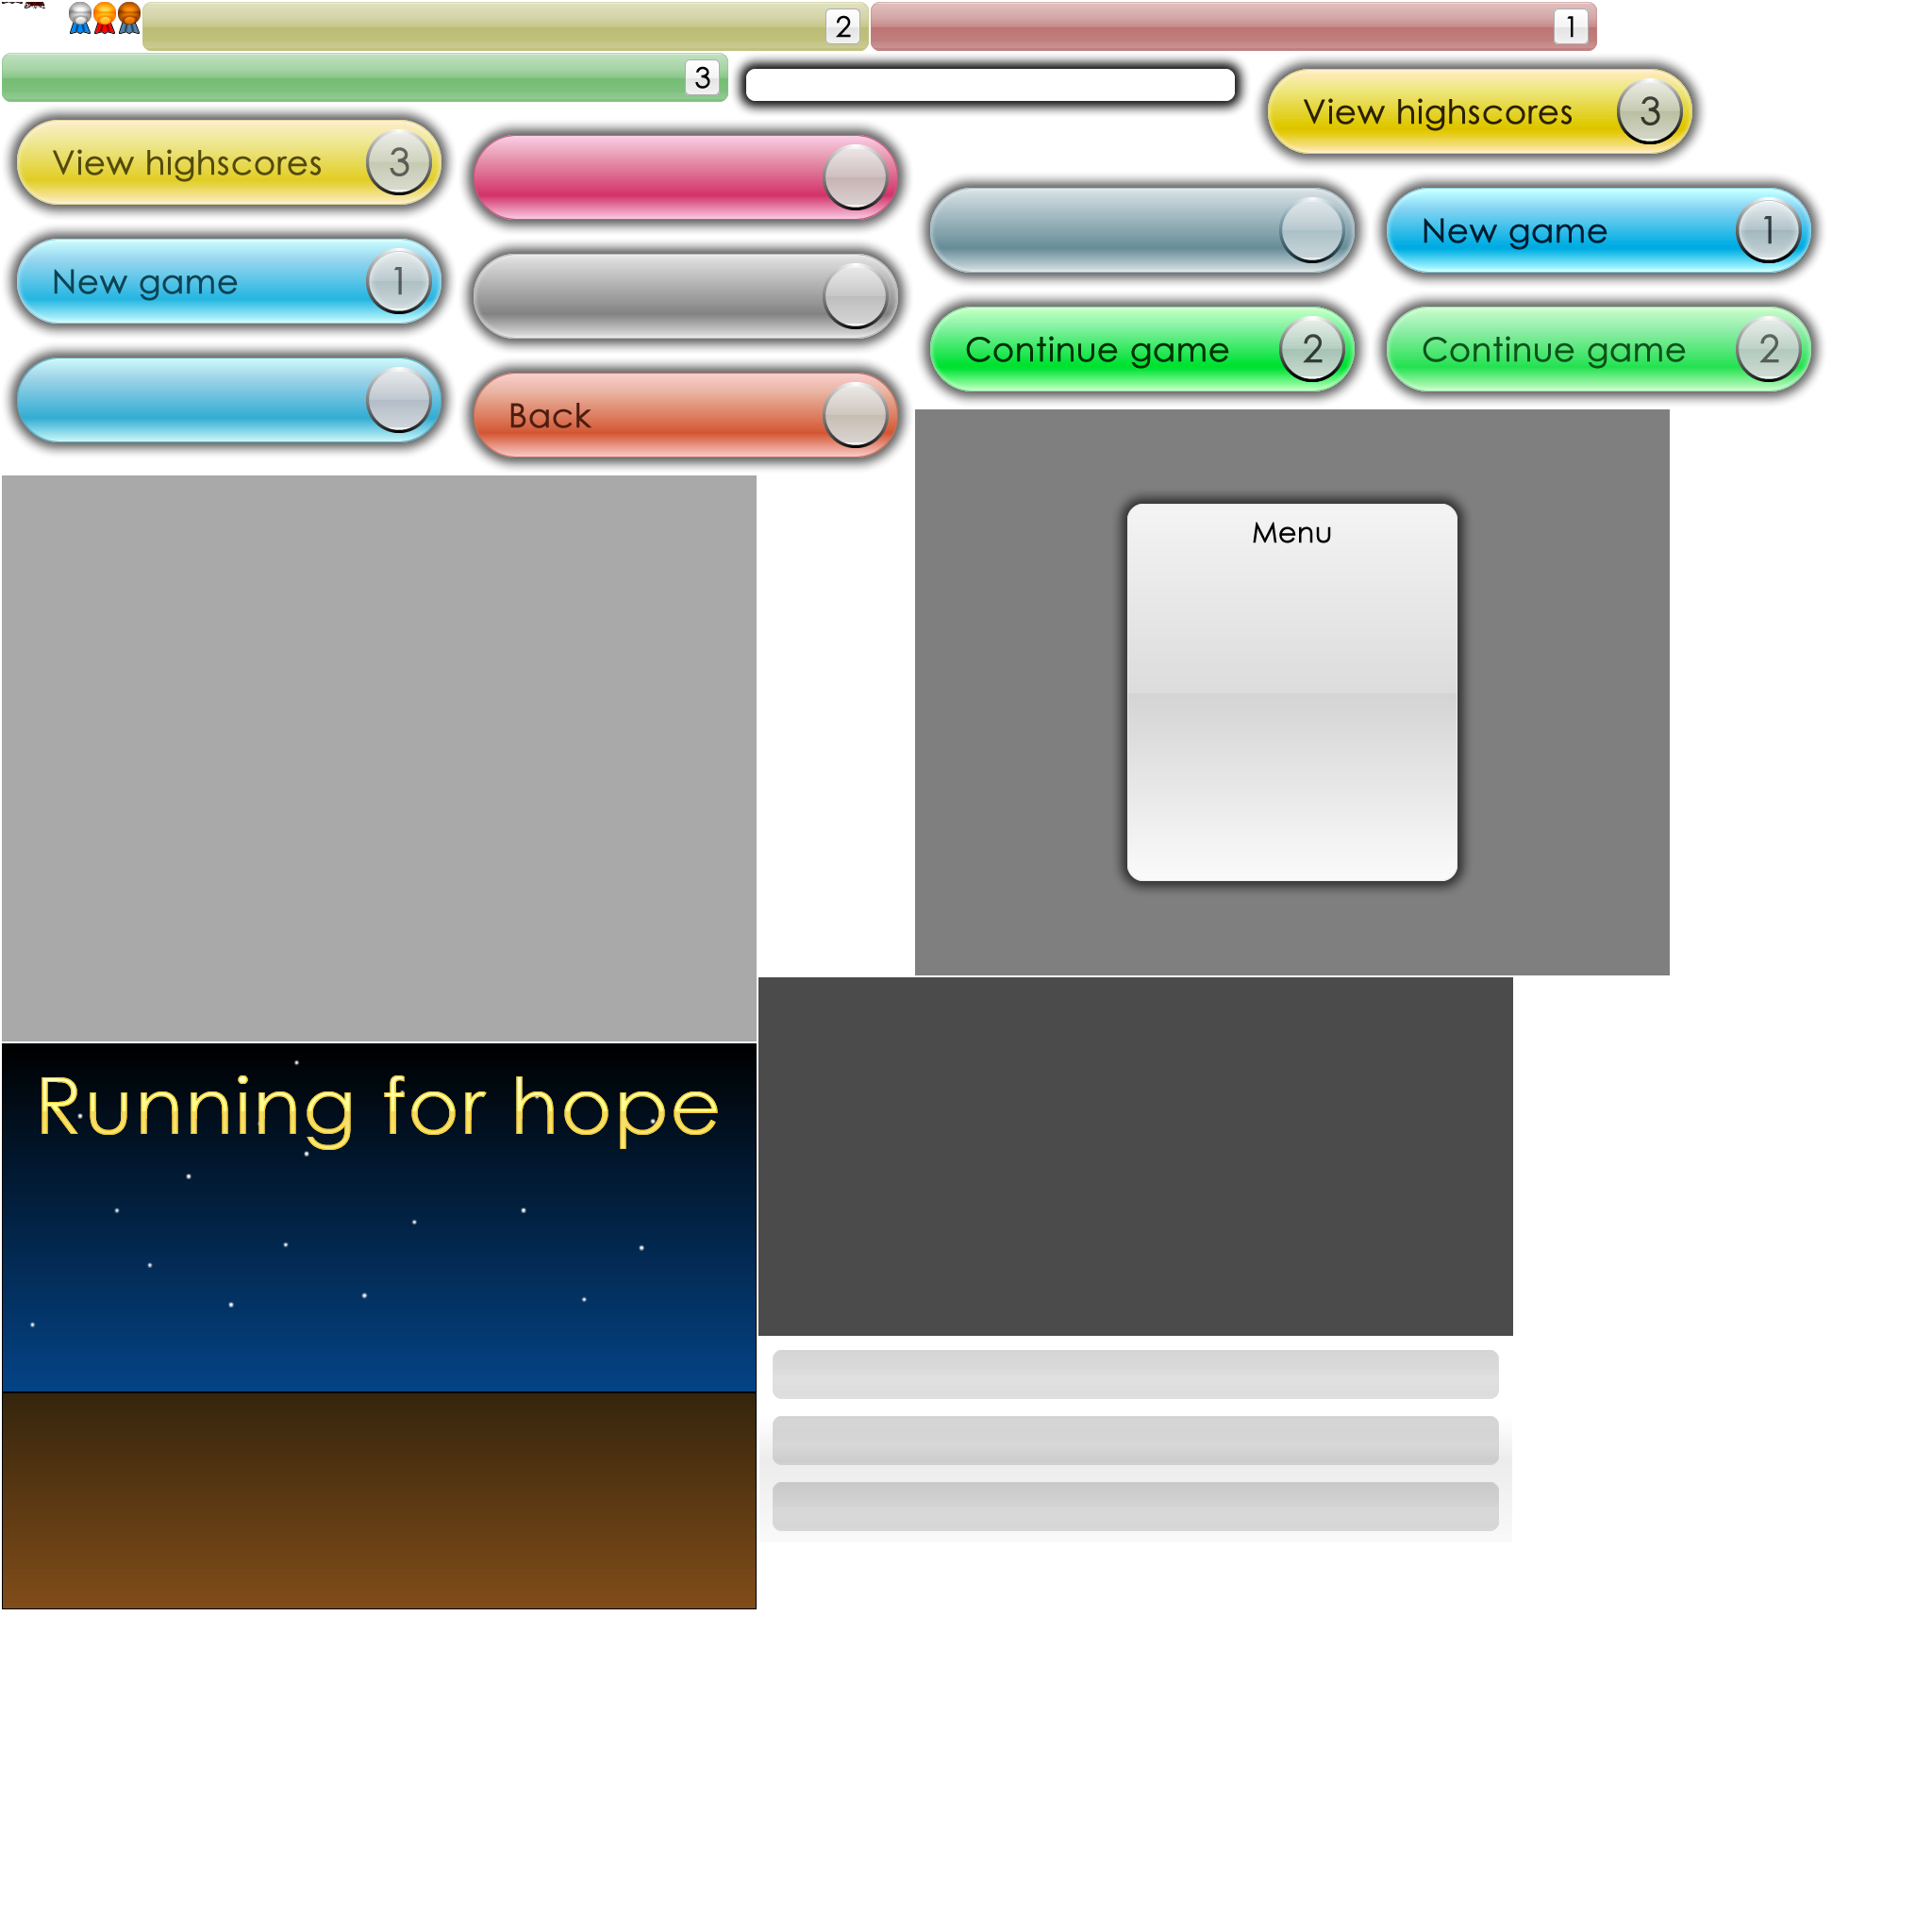 2
1
3
View highscores 3
View highscores 3
New game 1
New game 1
Continue game 2
Continue game 2
Back
Menu
Running for hope